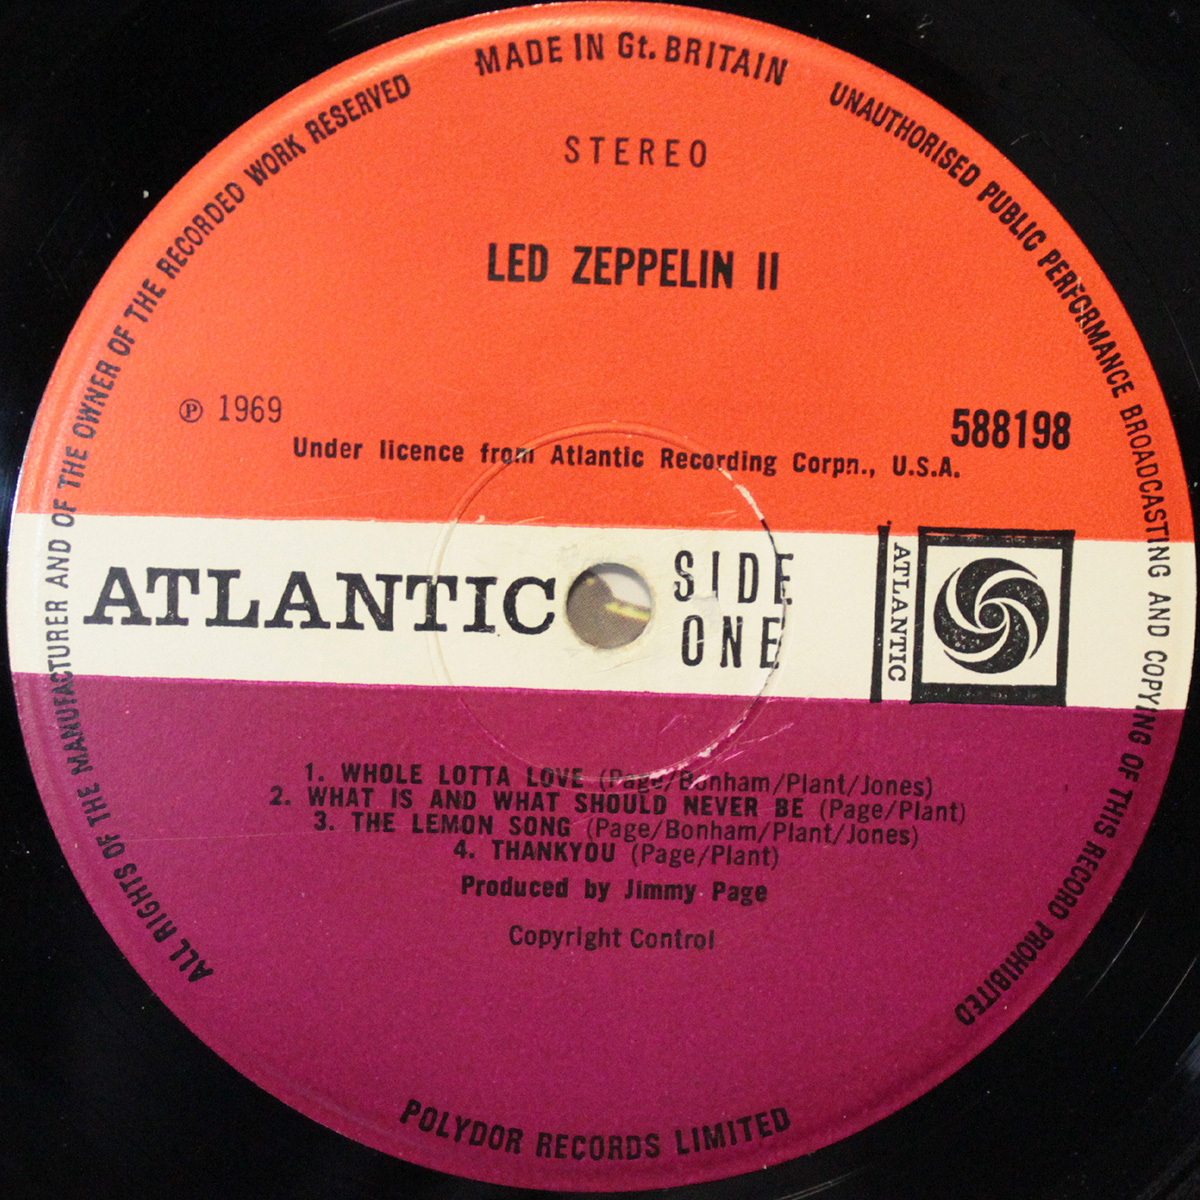 MADE IN Gt. BRITAIN
UNAUTHORISED PUBLIC PERFORMANCE BROADCASTING AND COPYING OF THIS RECORD PROHIBITED
ALL RIGHTS OF THE MANUFACTURER AND OF THE OWNER OF THE RECORDED WORK RESERVED
STEREO
LED ZEPPELIN II
℗ 1969
588198
Under licence from Atlantic Recording Corpn., U.S.A.
ATLANTIC
SIDE
ONE
ATLANTIC
1. WHOLE LOTTA LOVE (Page/Bonham/Plant/Jones)
2. WHAT IS AND WHAT SHOULD NEVER BE (Page/Plant)
3. THE LEMON SONG (Page/Bonham/Plant/Jones)
4. THANKYOU (Page/Plant)
Produced by Jimmy Page
Copyright Control
POLYDOR RECORDS LIMITED